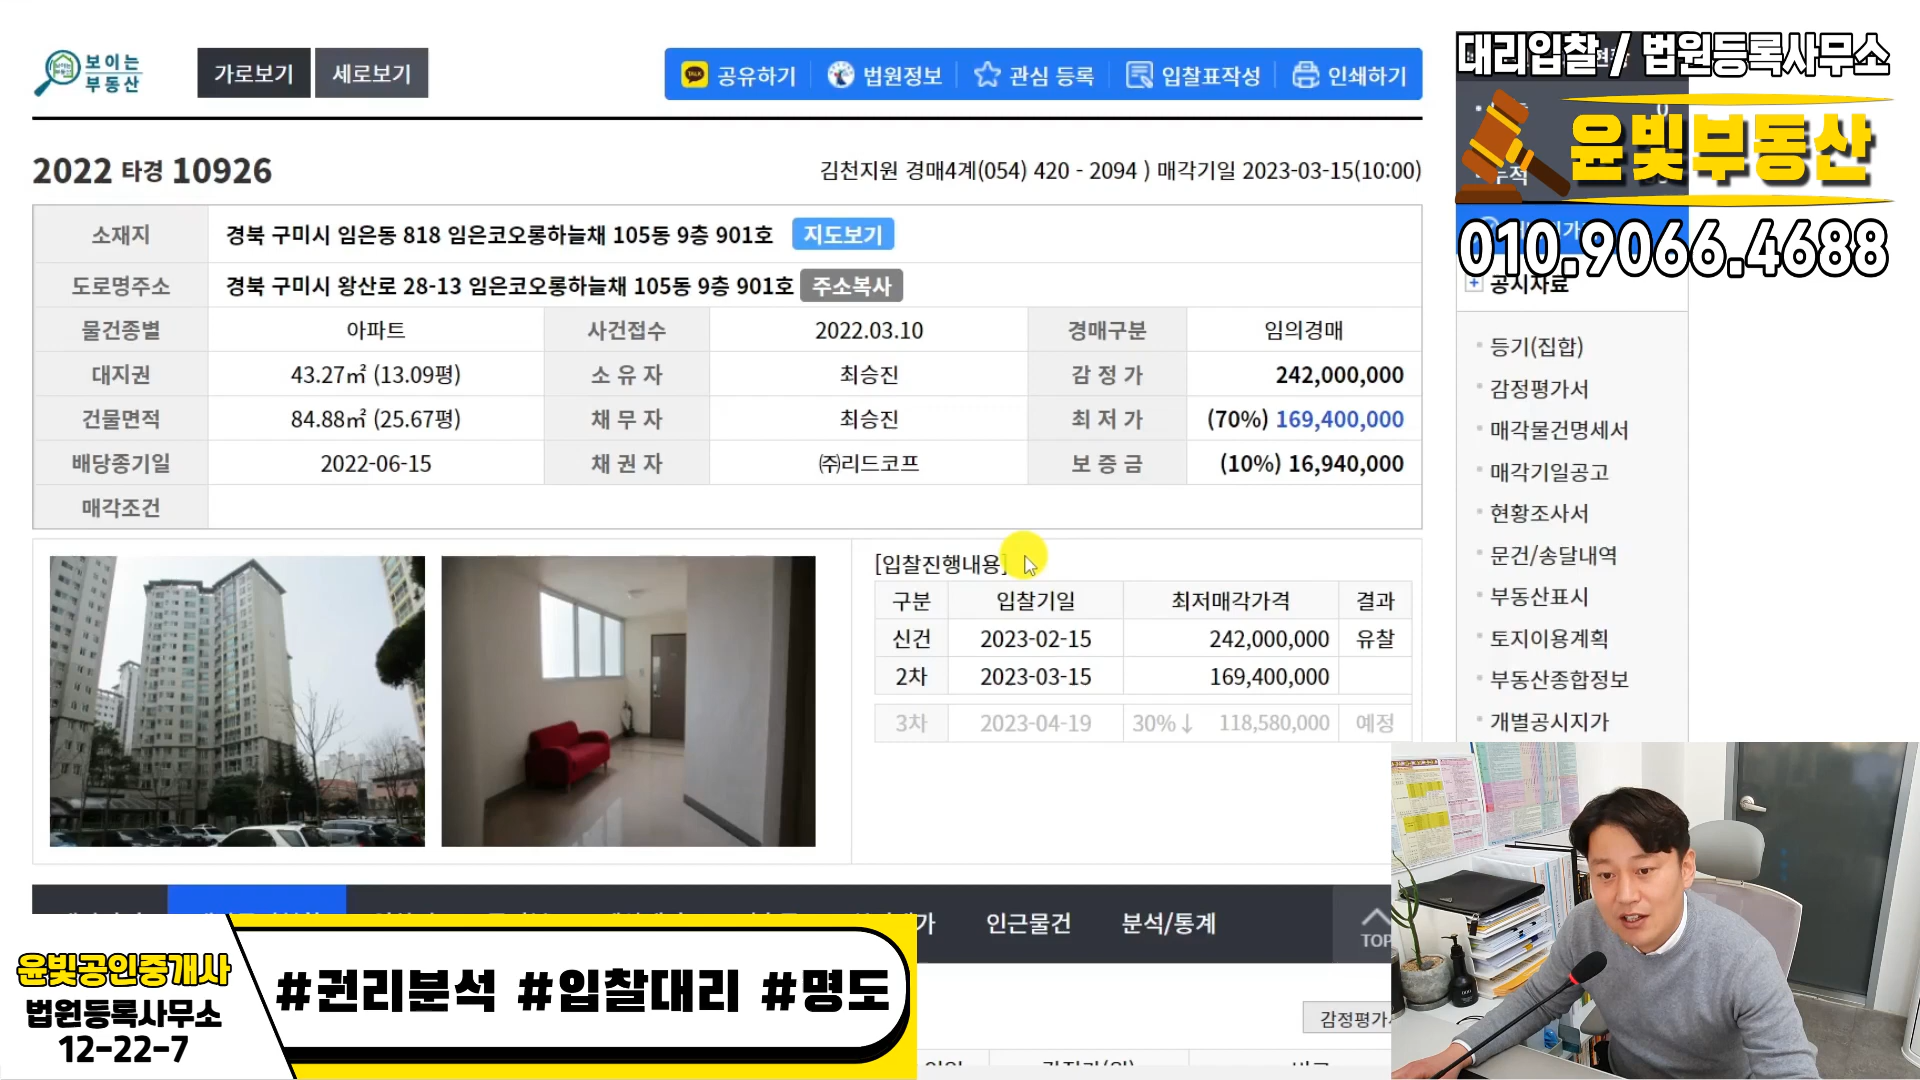 보이는
부동산
가로보기
세로보기
공유하기
법원정보
관심 등록
입찰표작성
인쇄하기
대리입찰 / 법원등록사무소
윤빛부동산
010.9066.4688
2022 타경 10926
김천지원 경매4계(054) 420 - 2094 ) 매각기일 2023-03-15(10:00)
소재지 경북 구미시 임은동 818 임은코오롱하늘채 105동 9층 901호 지도보기
도로명주소 경북 구미시 왕산로 28-13 임은코오롱하늘채 105동 9층 901호 주소복사
물건종별 아파트 사건접수 2022.03.10 경매구분 임의경매
대지권 43.27㎡ (13.09평) 소 유 자 최승진 감 정 가 242,000,000
건물면적 84.88㎡ (25.67평) 채 무 자 최승진 최 저 가 (70%) 169,400,000
배당종기일 2022-06-15 채 권 자 ㈜리드코프 보 증 금 (10%) 16,940,000
매각조건
[입찰진행내용]
구분 입찰기일 최저매각가격 결과
신건 2023-02-15 242,000,000 유찰
2차 2023-03-15 169,400,000
3차 2023-04-19 30%↓ 118,580,000 예정
공시자료
등기(집합)
감정평가서
매각물건명세서
매각기일공고
현황조사서
문건/송달내역
부동산표시
토지이용계획
부동산종합정보
개별공시지가
인근물건
분석/통계
TOP
감정평가
윤빛공인중개사
법원등록사무소
12-22-7
#권리분석 #입찰대리 #명도